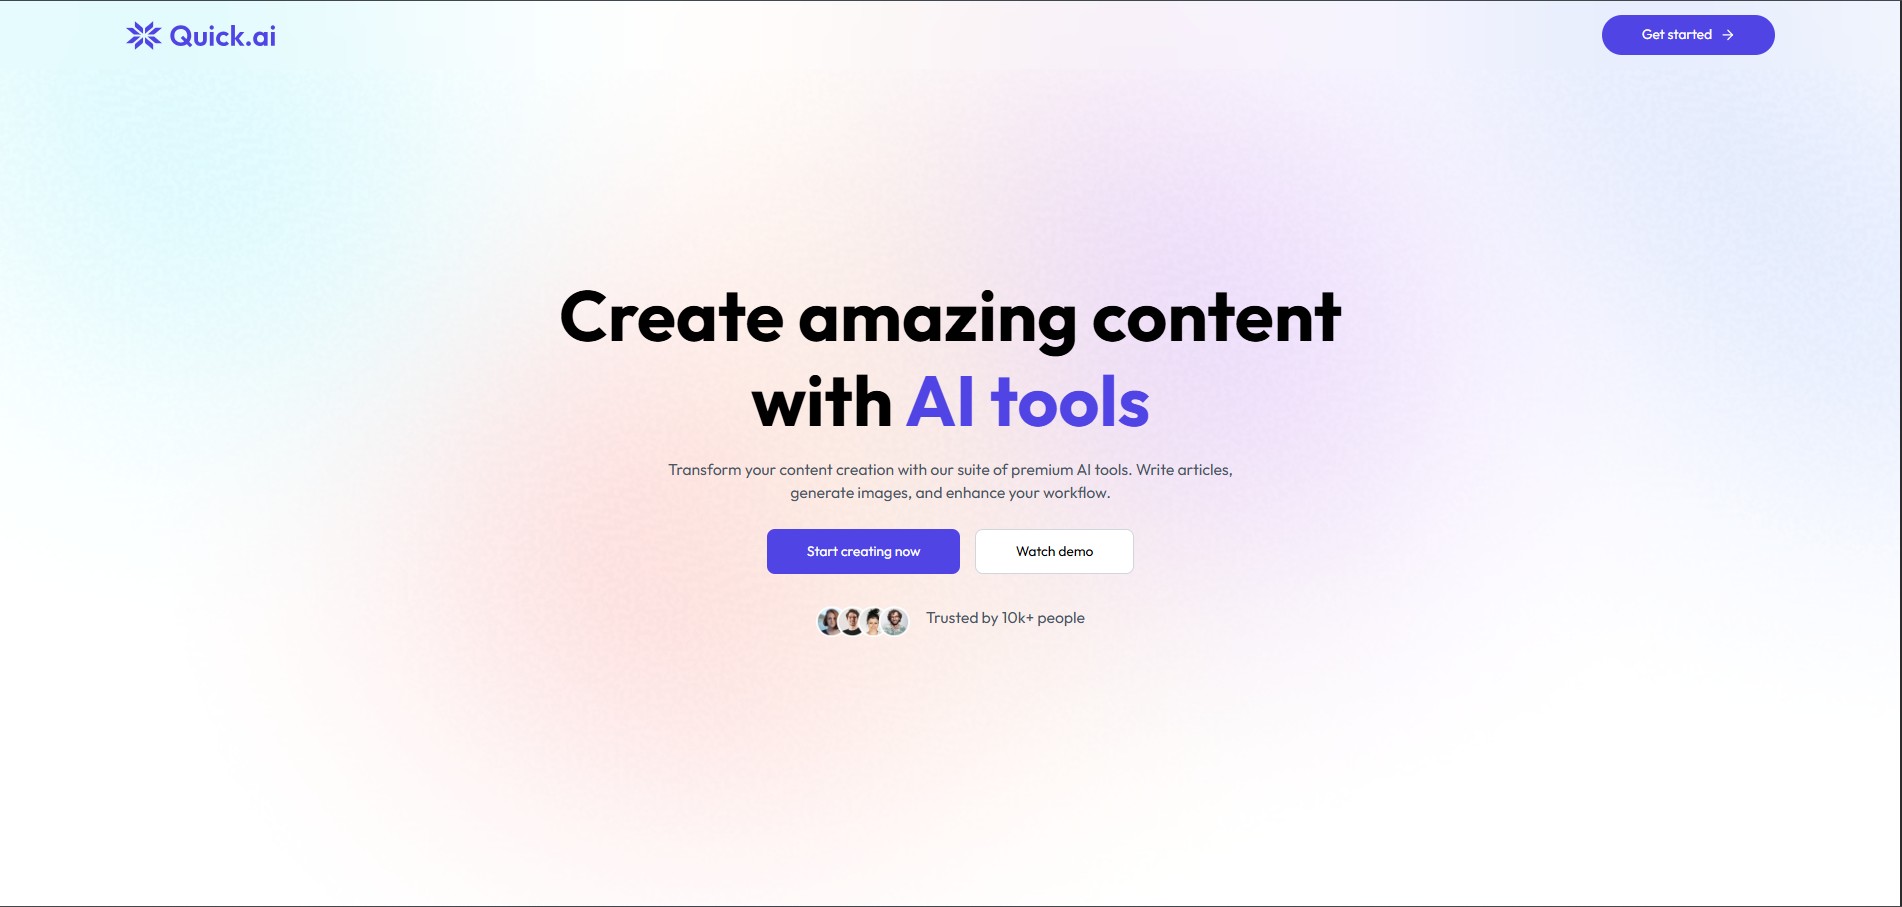 Quick.ai
Get started
Create amazing content
with AI tools
Transform your content creation with our suite of premium AI tools. Write articles,
generate images, and enhance your workflow.
Start creating now
Watch demo
Trusted by 10k+ people